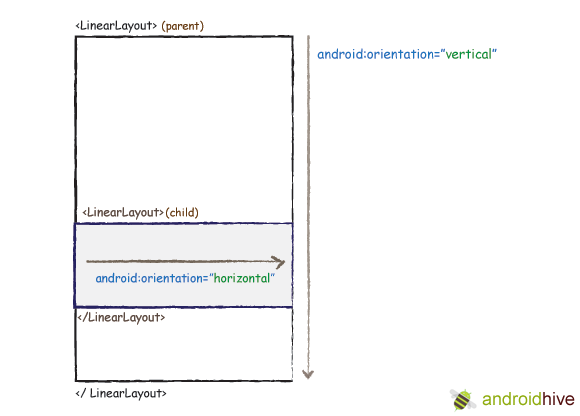 <LinearLayout> (parent)
android:orientation="vertical"
<LinearLayout>(child)
android:orientation="horizontal"
</LinearLayout>
</ LinearLayout>
androidhive